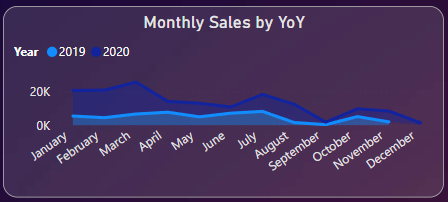 Monthly Sales by YoY
Year 2019 2020
20K
0K
January February March April May June July August September October November December